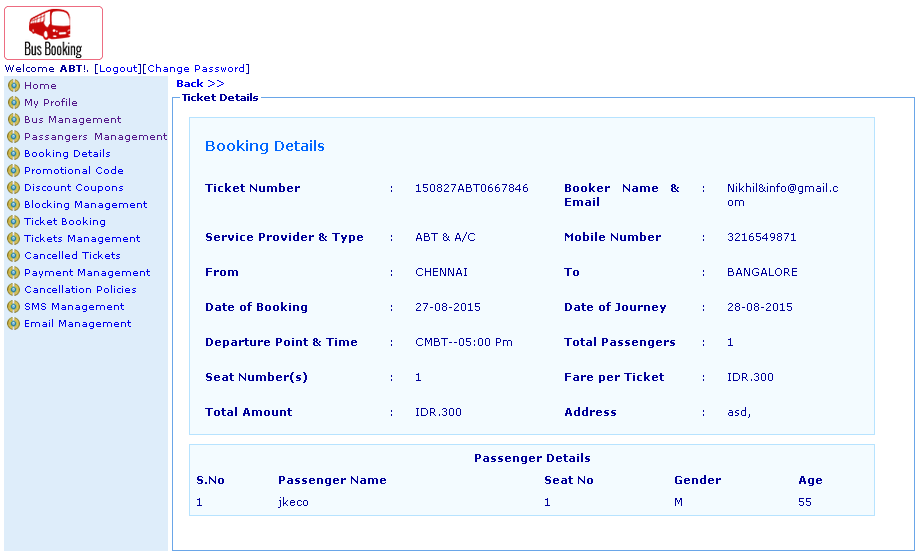 Bus Booking
Welcome ABT!. [Logout][Change Password]
Home
My Profile
Bus Management
Passangers Management
Booking Details
Promotional Code
Discount Coupons
Blocking Management
Ticket Booking
Tickets Management
Cancelled Tickets
Payment Management
Cancellation Policies
SMS Management
Email Management
Back >>
Ticket Details
Booking Details
Ticket Number : 150827ABT0667846 Booker Name & : Nikhil&info@gmail.c
Email om
Service Provider & Type : ABT & A/C Mobile Number : 3216549871
From : CHENNAI To : BANGALORE
Date of Booking : 27-08-2015 Date of Journey : 28-08-2015
Departure Point & Time : CMBT--05:00 Pm Total Passengers : 1
Seat Number(s) : 1 Fare per Ticket : IDR.300
Total Amount : IDR.300 Address : asd,
Passenger Details
S.No Passenger Name Seat No Gender Age
1 jkeco 1 M 55